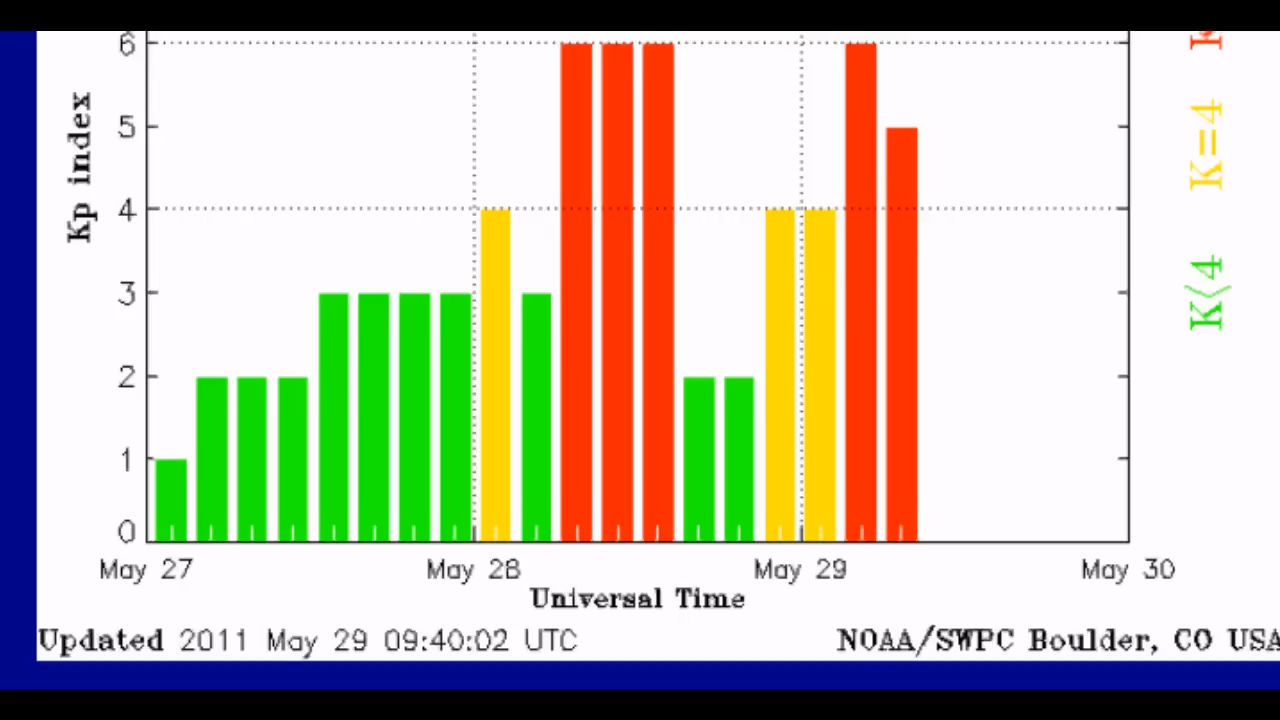 6
5
4
3
2
1
0
Kp index
May 27 May 28 May 29 May 30
Universal Time
Updated 2011 May 29 09:40:02 UTC
NOAA/SWPC Boulder, CO USA
K=4
K<4